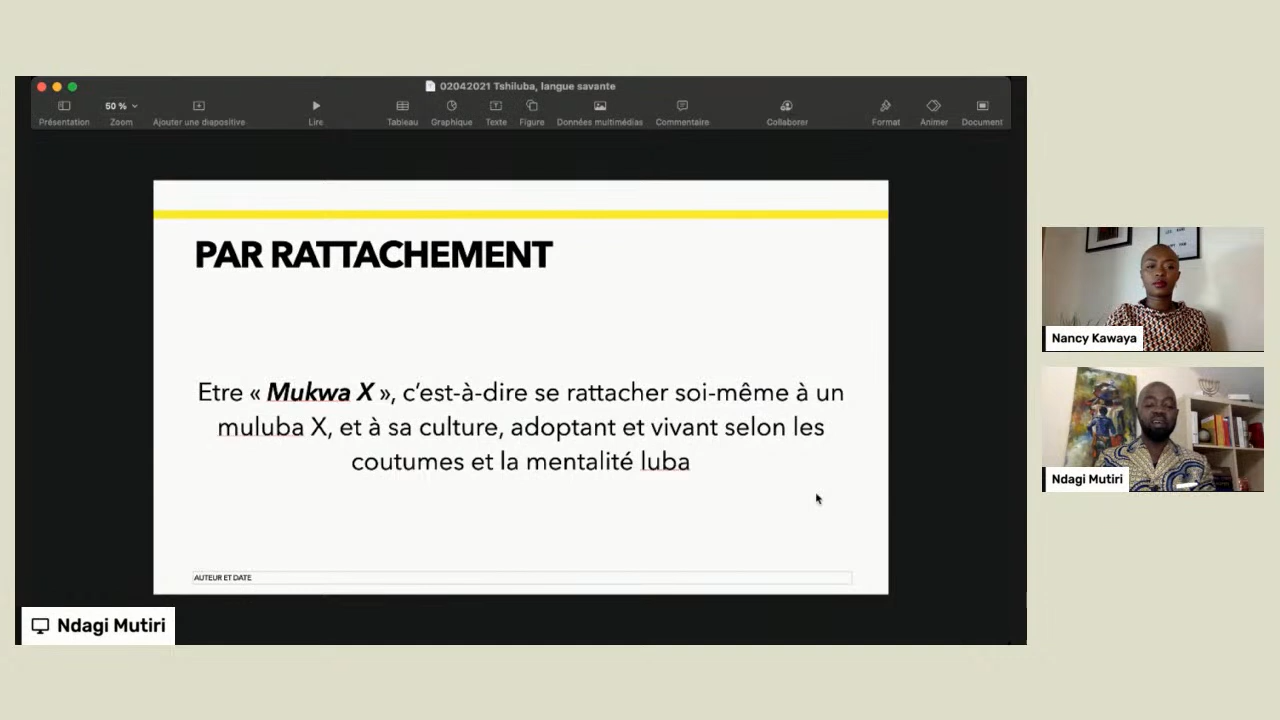 02042021 Tshiluba, langue savante
50 %
Présentation Zoom Ajouter une diapositive Lire Tableau Graphique Texte Figure Données multimédias Commentaire Collaborer Format Animer Document
PAR RATTACHEMENT
Etre « Mukwa X », c’est-à-dire se rattacher soi-même à un
muluba X, et à sa culture, adoptant et vivant selon les
coutumes et la mentalité luba
AUTEUR ET DATE
Ndagi Mutiri
Nancy Kawaya
Ndagi Mutiri